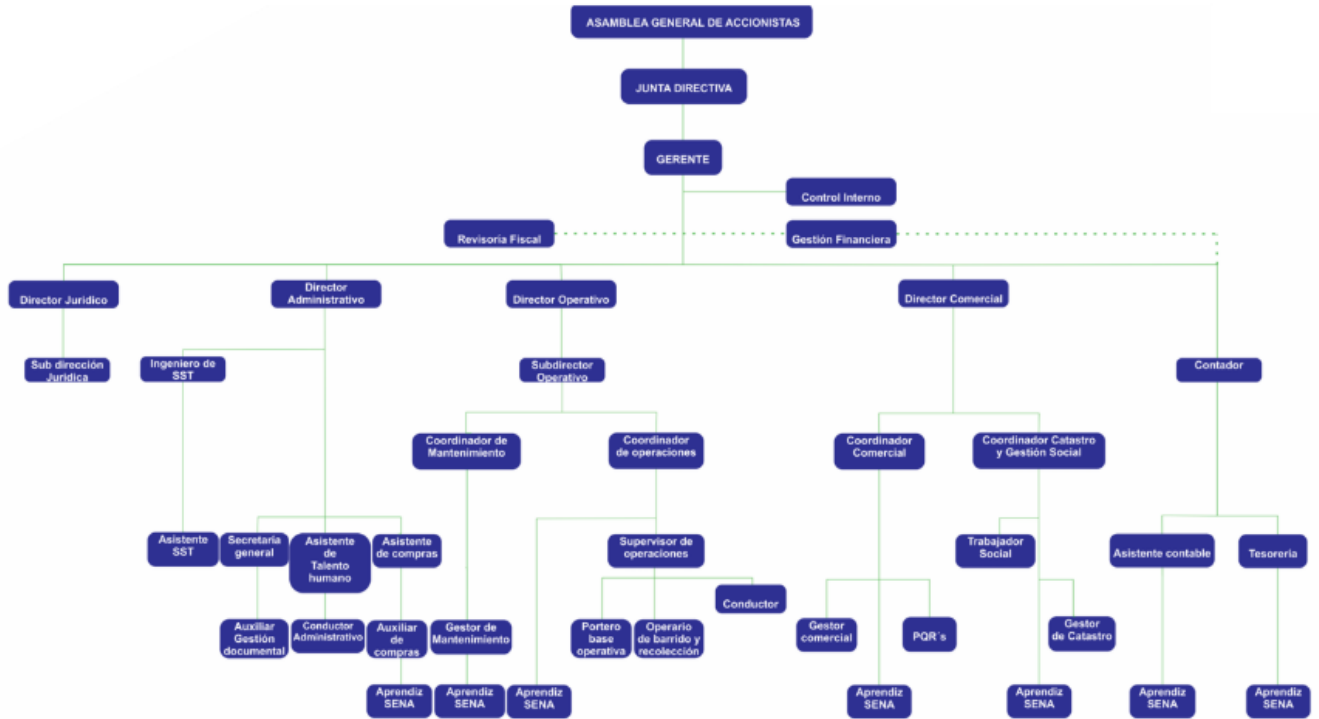 ASAMBLEA GENERAL DE ACCIONISTAS
JUNTA DIRECTIVA
GERENTE
Control Interno
Revisoría Fiscal
Gestión Financiera
Director Jurídico
Director
Administrativo
Director Operativo
Director Comercial
Sub dirección
Jurídica
Ingeniero de
SST
Subdirector
Operativo
Contador
Coordinador de
Mantenimiento
Coordinador
de operaciones
Coordinador
Comercial
Coordinador Catastro
y Gestión Social
Asistente
SST
Secretaría
general
Asistente
de
Talento
humano
Asistente
de compras
Supervisor de
operaciones
Trabajador
Social
Asistente contable
Tesorería
Conductor
Auxiliar
Gestión
documental
Conductor
Administrativo
Auxiliar
de
compras
Gestor de
Mantenimiento
Portero
base
operativa
Operario
de barrido y
recolección
Gestor
comercial
PQR´s
Gestor
de Catastro
Aprendiz
SENA
Aprendiz
SENA
Aprendiz
SENA
Aprendiz
SENA
Aprendiz
SENA
Aprendiz
SENA
Aprendiz
SENA